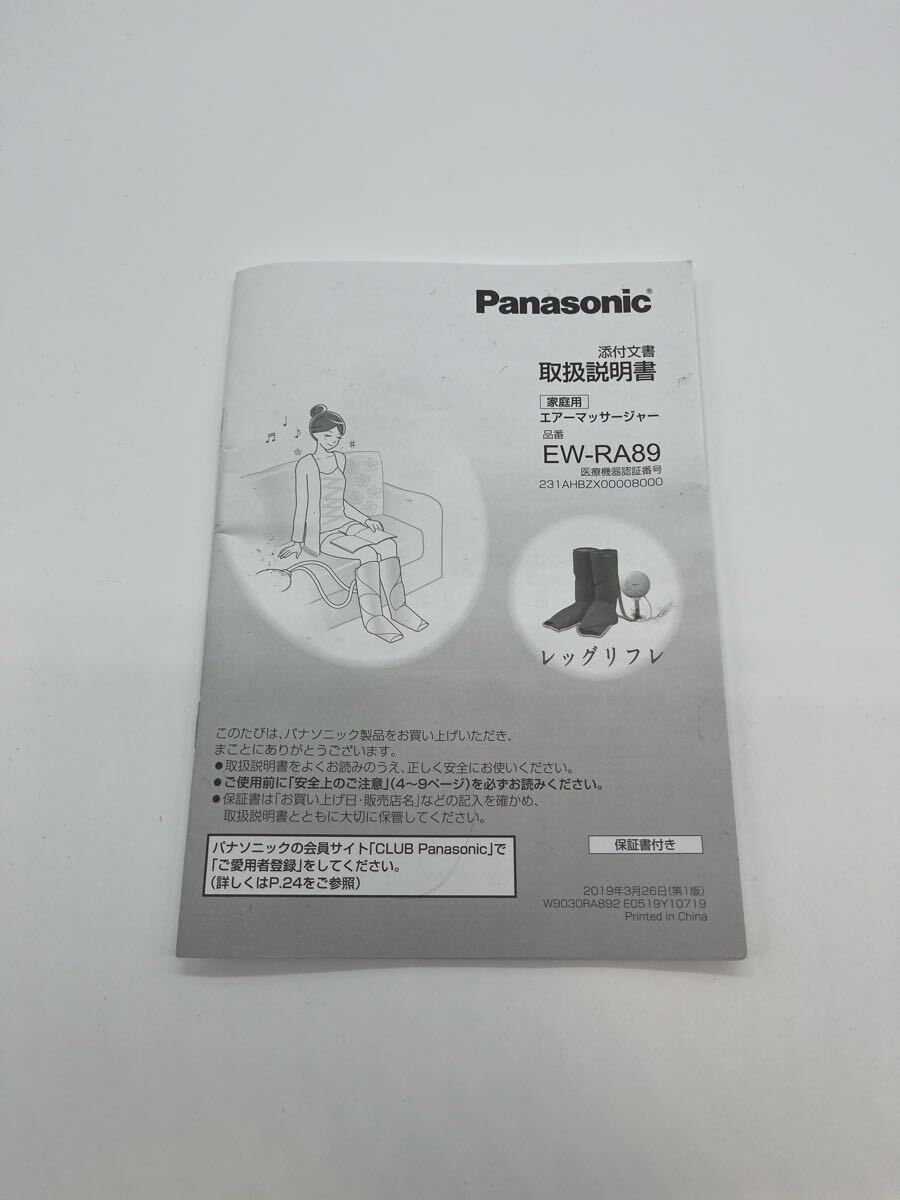 Panasonic®
添付文書
取扱説明書
家庭用
エアーマッサージャー
品番
EW-RA89
医療機器認証番号
231AHBZX00008000
レッグリフレ
このたびは、パナソニック製品をお買い上げいただき、
まことにありがとうございます。
●取扱説明書をよくお読みのうえ、正しく安全にお使いください。
●ご使用前に「安全上のご注意」(4～9ページ)を必ずお読みください。
●保証書は「お買い上げ日・販売店名」などの記入を確かめ、
取扱説明書とともに大切に保管してください。
パナソニックの会員サイト「CLUB Panasonic」で
「ご愛用者登録」をしてください。
(詳しくはP.24をご参照)
保証書付き
2019年3月26日(第1版)
W9030RA892 E0519Y10719
Printed in China